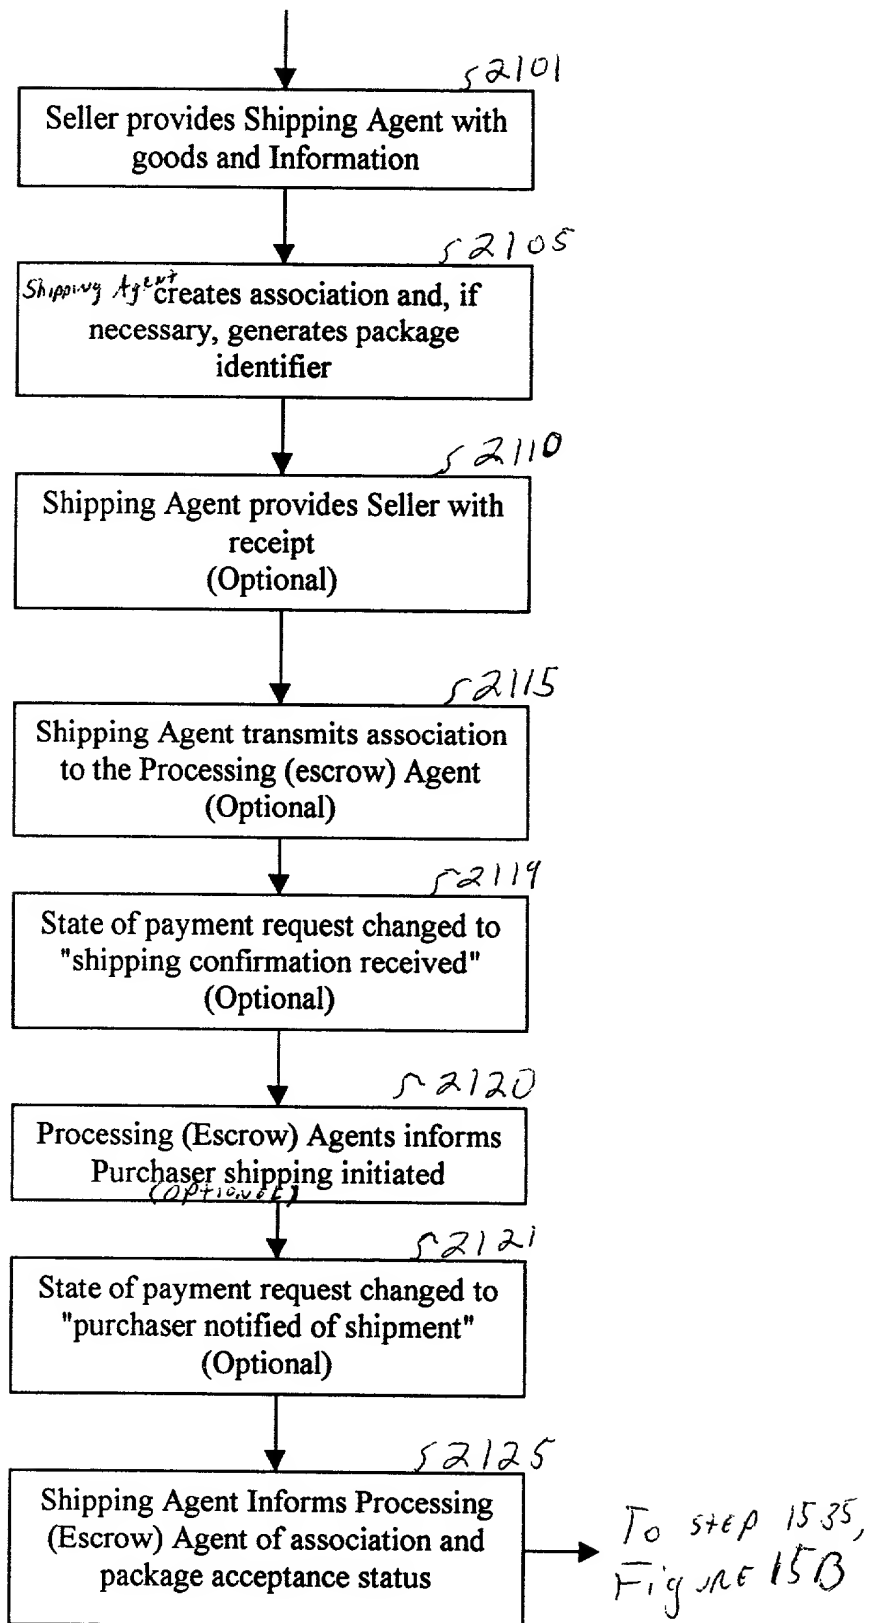 s2101
Seller provides Shipping Agent with
goods and Information
s2105
Shipping Agent creates association and, if
necessary, generates package
identifier
s2110
Shipping Agent provides Seller with
receipt
(Optional)
s2115
Shipping Agent transmits association
to the Processing (escrow) Agent
(Optional)
s2119
State of payment request changed to
"shipping confirmation received"
(Optional)
s2120
Processing (Escrow) Agents informs
Purchaser shipping initiated
(Optional)
s2121
State of payment request changed to
"purchaser notified of shipment"
(Optional)
s2125
Shipping Agent Informs Processing
(Escrow) Agent of association and
package acceptance status
To step 1535,
Figure 15B